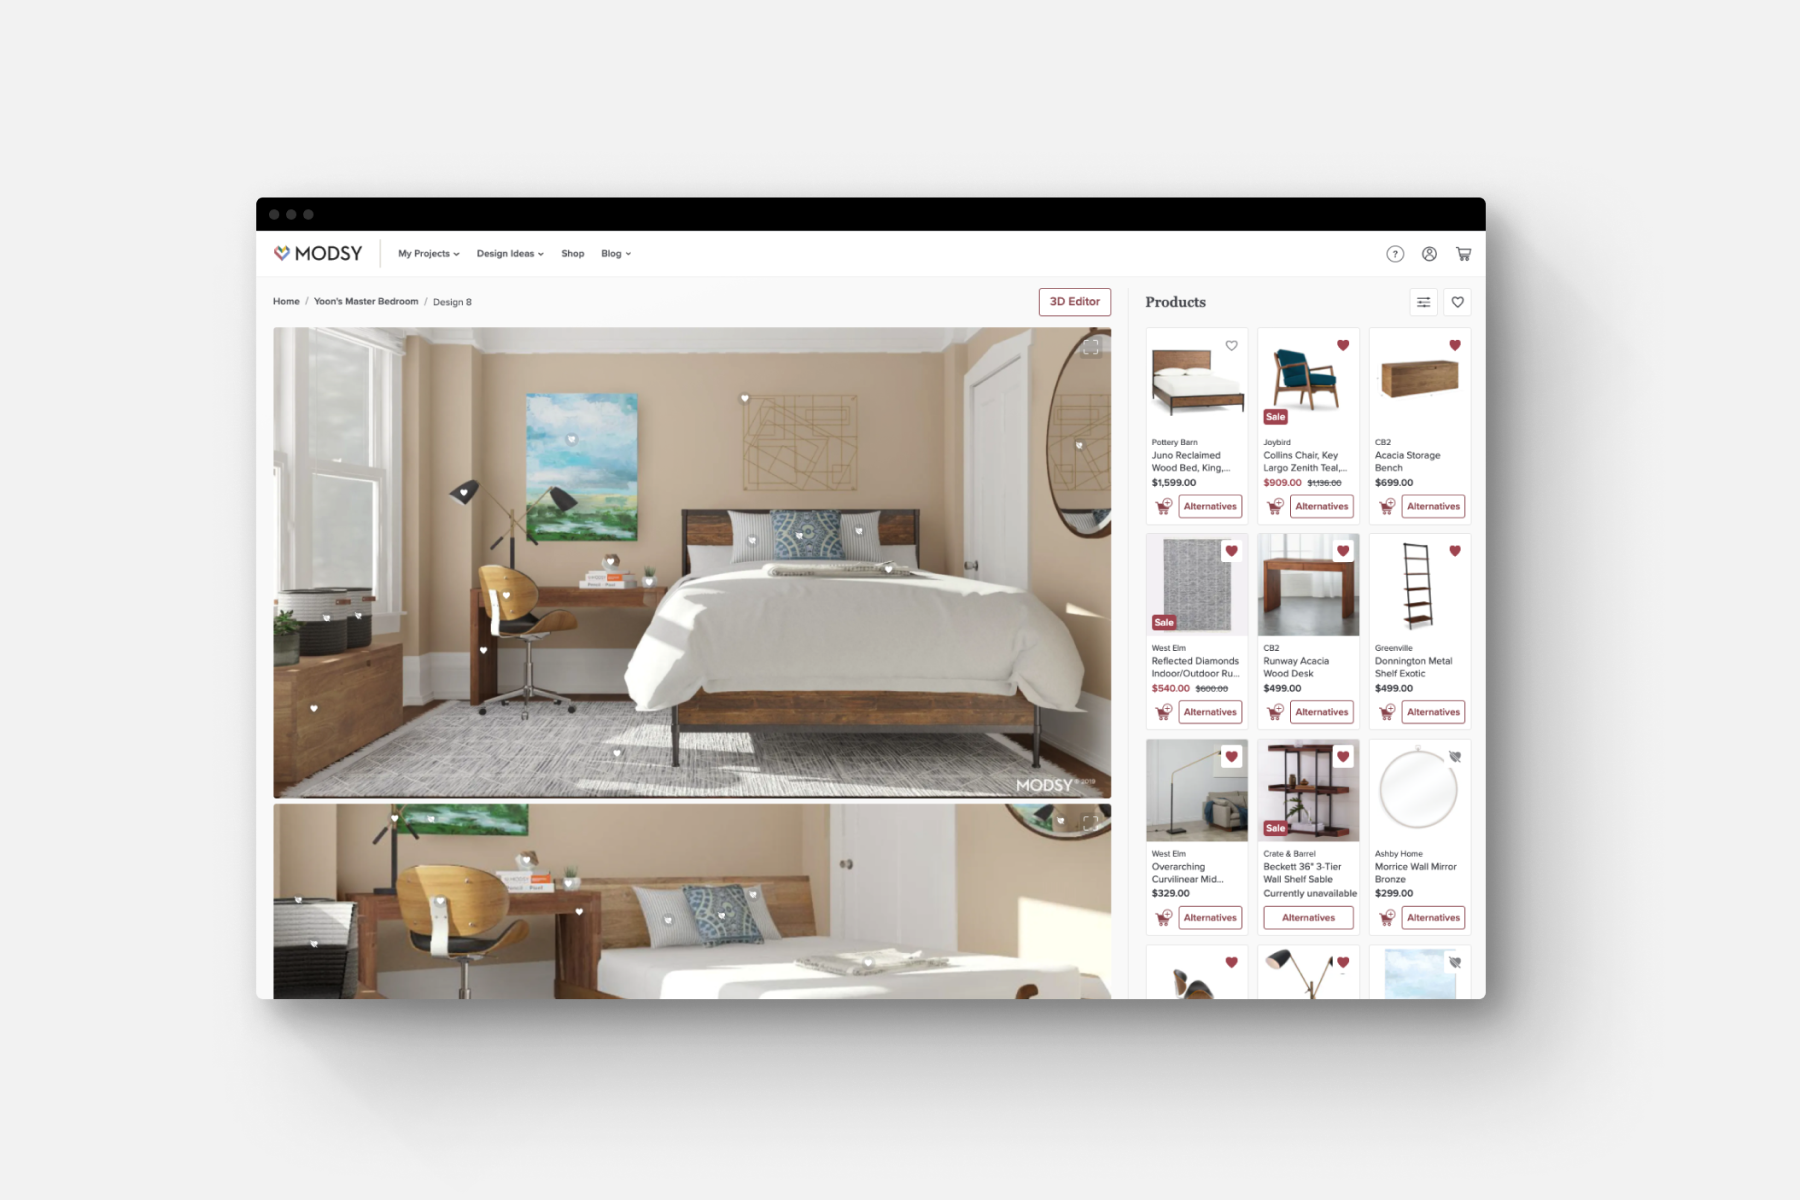 MODSY
My Projects
Design Ideas
Shop
Blog
?
Home / Yoon's Master Bedroom / Design 8
3D Editor
MODSY © 2019
Products
Pottery Barn
Juno Reclaimed
Wood Bed, King,...
$1,599.00
Alternatives
Sale
Joybird
Collins Chair, Key
Largo Zenith Teal,...
$909.00 $1,136.00
Alternatives
CB2
Acacia Storage
Bench
$699.00
Alternatives
Sale
West Elm
Reflected Diamonds
Indoor/Outdoor Ru...
$540.00 $600.00
Alternatives
CB2
Runway Acacia
Wood Desk
$499.00
Alternatives
Greenville
Donnington Metal
Shelf Exotic
$499.00
Alternatives
West Elm
Overarching
Curvilinear Mid...
$329.00
Alternatives
Sale
Crate & Barrel
Beckett 36" 3-Tier
Wall Shelf Sable
Currently unavailable
Alternatives
Ashby Home
Morrice Wall Mirror
Bronze
$299.00
Alternatives